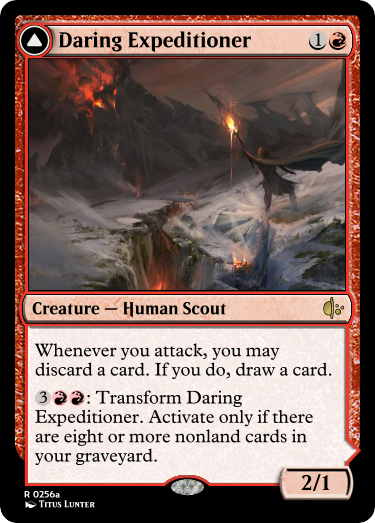 Daring Expeditioner 1
Creature — Human Scout
Whenever you attack, you may
discard a card. If you do, draw a card.
3: Transform Daring
Expeditioner. Activate only if there
are eight or more nonland cards in
your graveyard.
2/1
R 0256a
Titus Lunter